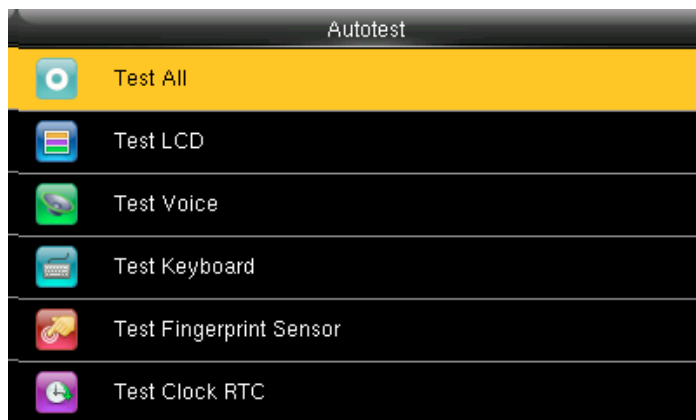 Autotest
Test All
Test LCD
Test Voice
Test Keyboard
Test Fingerprint Sensor
Test Clock RTC